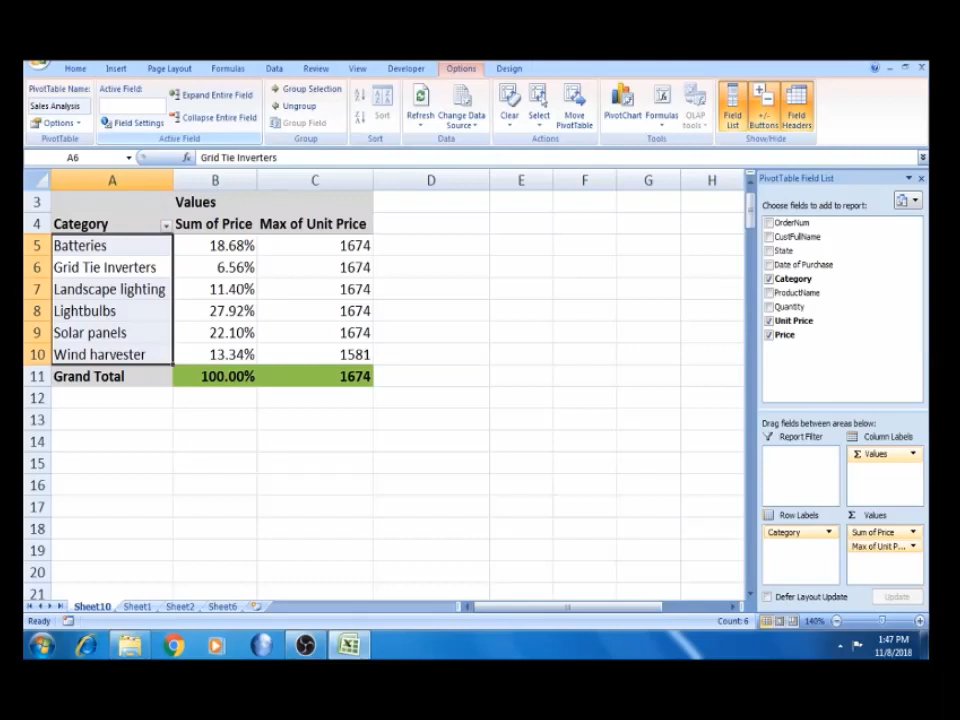 Home Insert Page Layout Formulas Data Review View Developer Options Design
PivotTable Name: Active Field: Expand Entire Field Group Selection
Sales Analysis Collapse Entire Field Ungroup Sort Refresh Change Data Source Clear Select Move PivotTable PivotChart Formulas OLAP tools Field List +/- Buttons Field Headers
Options Field Settings Group Field
PivotTable Active Field Group Sort Data Actions Tools Show/Hide
A6 fx Grid Tie Inverters
A B C D E F G H
3 Values
4 Category Sum of Price Max of Unit Price
5 Batteries 18.68% 1674
6 Grid Tie Inverters 6.56% 1674
7 Landscape lighting 11.40% 1674
8 Lightbulbs 27.92% 1674
9 Solar panels 22.10% 1674
10 Wind harvester 13.34% 1581
11 Grand Total 100.00% 1674
12
13
14
15
16
17
18
19
20
21
PivotTable Field List
Choose fields to add to report:
OrderNum
CustFullName
State
Date of Purchase
Category
ProductName
Quantity
Unit Price
Price
Drag fields between areas below:
Report Filter Column Labels
Σ Values
Row Labels Σ Values
Category Sum of Price
Max of Unit P...
Defer Layout Update Update
Sheet10 Sheet1 Sheet2 Sheet6
Ready Count: 6 140%
1:47 PM
11/8/2018